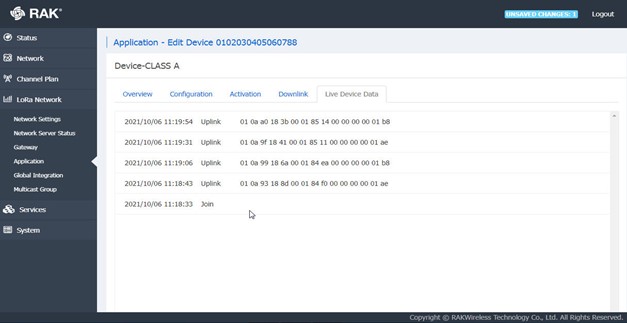 RAK®
UNSAVED CHANGES: 1 Logout
Status
Network
Channel Plan
LoRa Network
Network Settings
Network Server Status
Gateway
Application
Global Integration
Multicast Group
Services
System
Application - Edit Device 0102030405060788
Device-CLASS A
Overview Configuration Activation Downlink Live Device Data
2021/10/06 11:19:54 Uplink 01 0a a0 18 3b 00 01 85 14 00 00 00 00 01 b8
2021/10/06 11:19:31 Uplink 01 0a 9f 18 41 00 01 85 11 00 00 00 00 01 ae
2021/10/06 11:19:06 Uplink 01 0a 99 18 6a 00 01 84 ea 00 00 00 00 01 b8
2021/10/06 11:18:43 Uplink 01 0a 93 18 8d 00 01 84 f0 00 00 00 00 01 ae
2021/10/06 11:18:33 Join
Copyright © RAKWireless Technology Co., Ltd. All Rights Reserved.